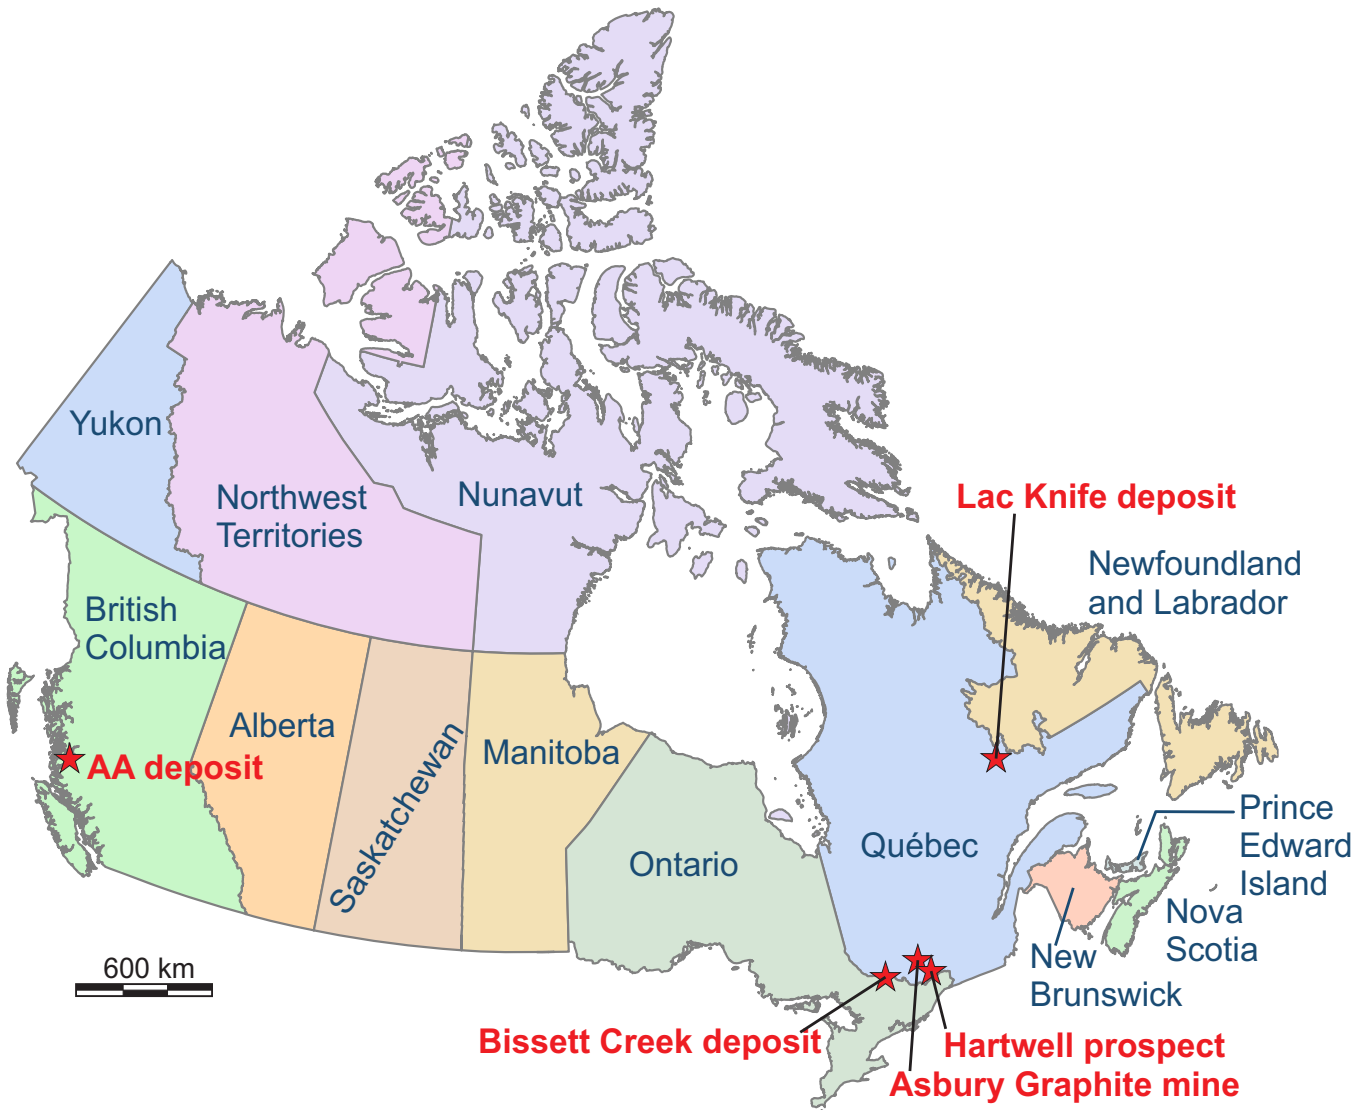 Yukon
Northwest
Territories
Nunavut
Lac Knife deposit
Newfoundland
and Labrador
British
Columbia
Alberta
Saskatchewan
Manitoba
AA deposit
Ontario
Québec
Prince
Edward
Island
Nova
Scotia
New
Brunswick
600 km
Bissett Creek deposit
Hartwell prospect
Asbury Graphite mine